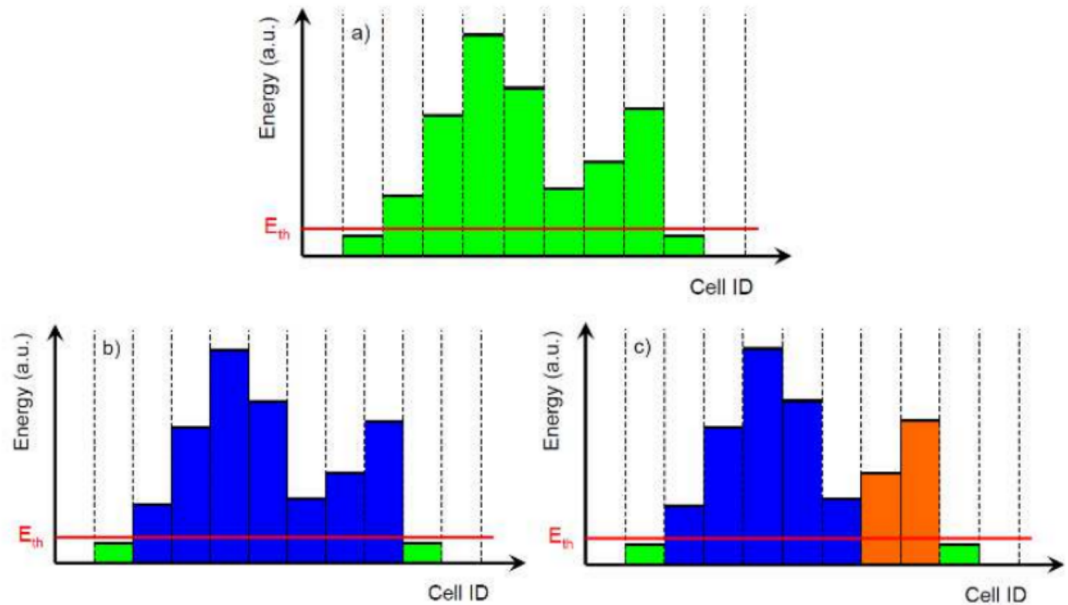 Energy (a.u.)
a)
Eth
Cell ID
Energy (a.u.)
b)
Eth
Cell ID
Energy (a.u.)
c)
Eth
Cell ID